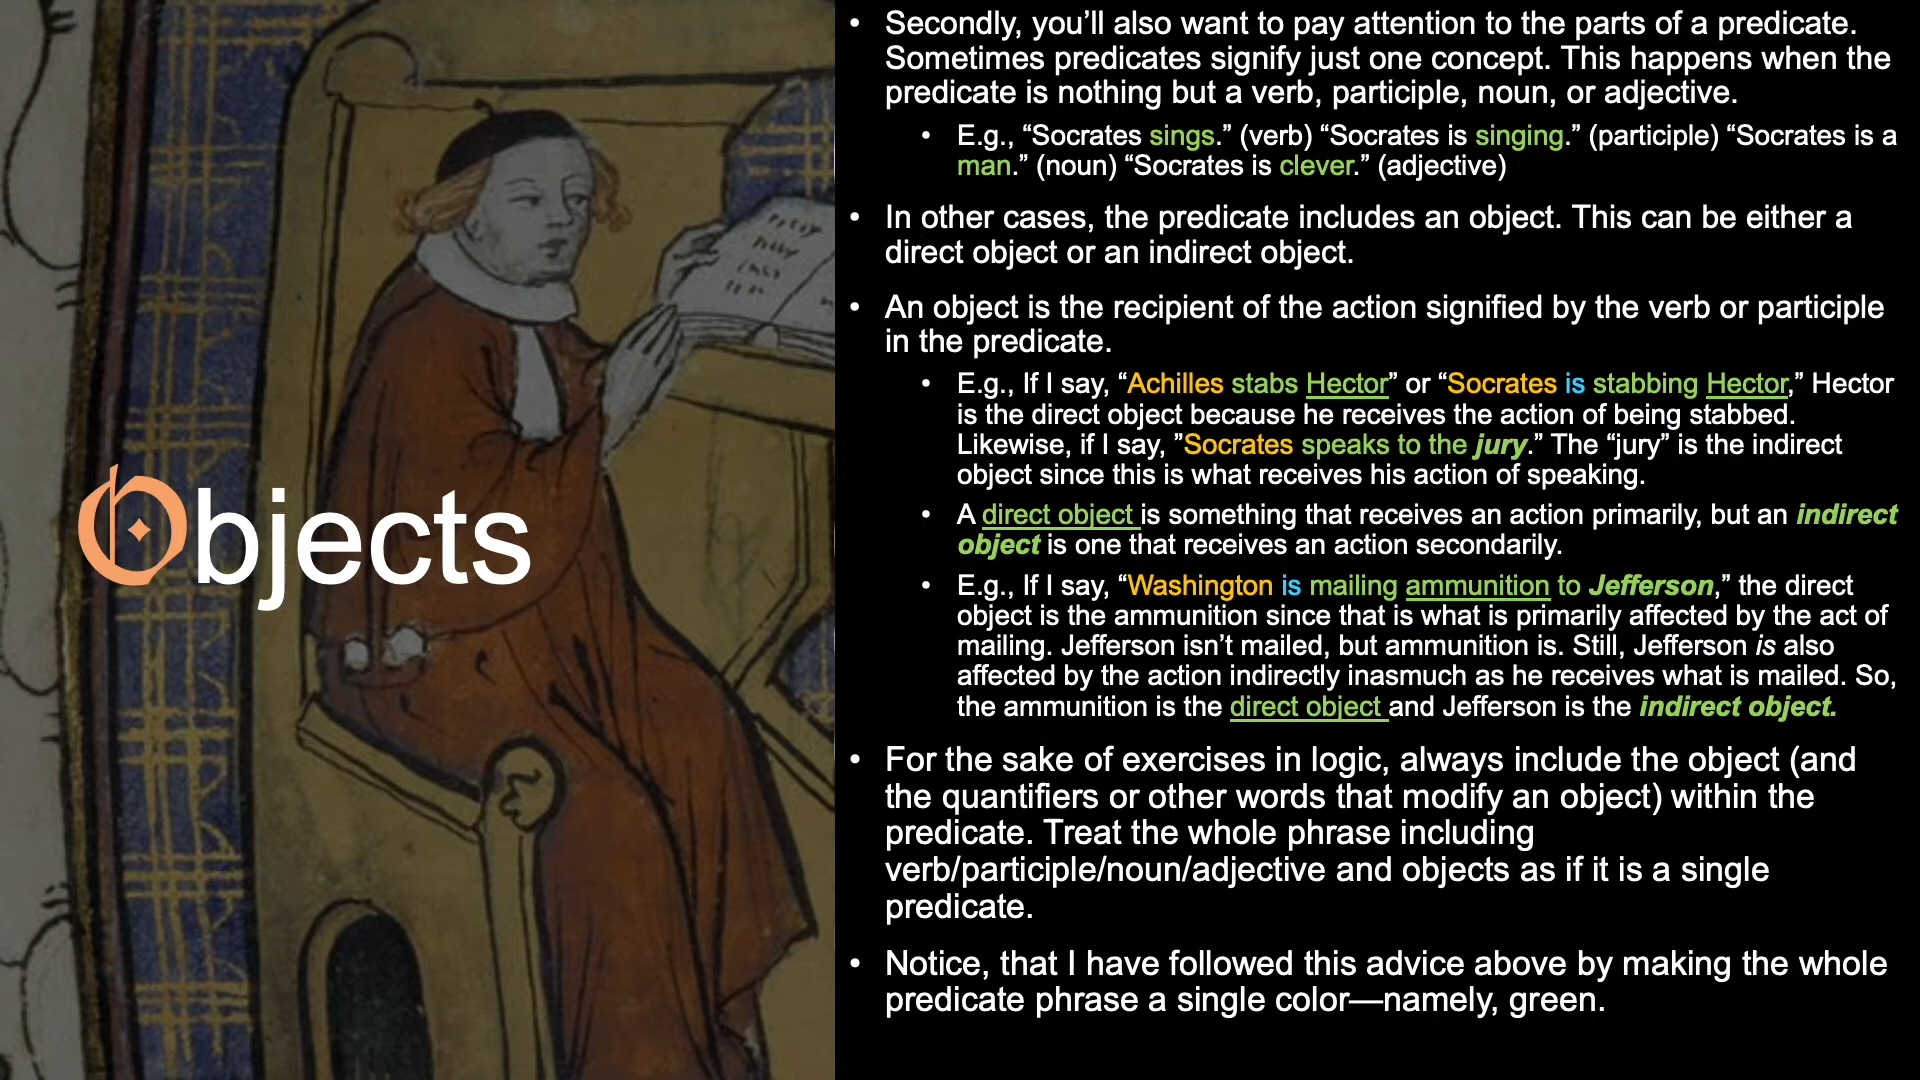 Objects
• Secondly, you’ll also want to pay attention to the parts of a predicate.
Sometimes predicates signify just one concept. This happens when the
predicate is nothing but a verb, participle, noun, or adjective.
• E.g., “Socrates sings.” (verb) “Socrates is singing.” (participle) “Socrates is a
man.” (noun) “Socrates is clever.” (adjective)
• In other cases, the predicate includes an object. This can be either a
direct object or an indirect object.
• An object is the recipient of the action signified by the verb or participle
in the predicate.
• E.g., If I say, “Achilles stabs Hector” or “Socrates is stabbing Hector,” Hector
is the direct object because he receives the action of being stabbed.
Likewise, if I say, ”Socrates speaks to the jury.” The “jury” is the indirect
object since this is what receives his action of speaking.
• A direct object is something that receives an action primarily, but an indirect
object is one that receives an action secondarily.
• E.g., If I say, “Washington is mailing ammunition to Jefferson,” the direct
object is the ammunition since that is what is primarily affected by the act of
mailing. Jefferson isn’t mailed, but ammunition is. Still, Jefferson is also
affected by the action indirectly inasmuch as he receives what is mailed. So,
the ammunition is the direct object and Jefferson is the indirect object.
• For the sake of exercises in logic, always include the object (and
the quantifiers or other words that modify an object) within the
predicate. Treat the whole phrase including
verb/participle/noun/adjective and objects as if it is a single
predicate.
• Notice, that I have followed this advice above by making the whole
predicate phrase a single color—namely, green.